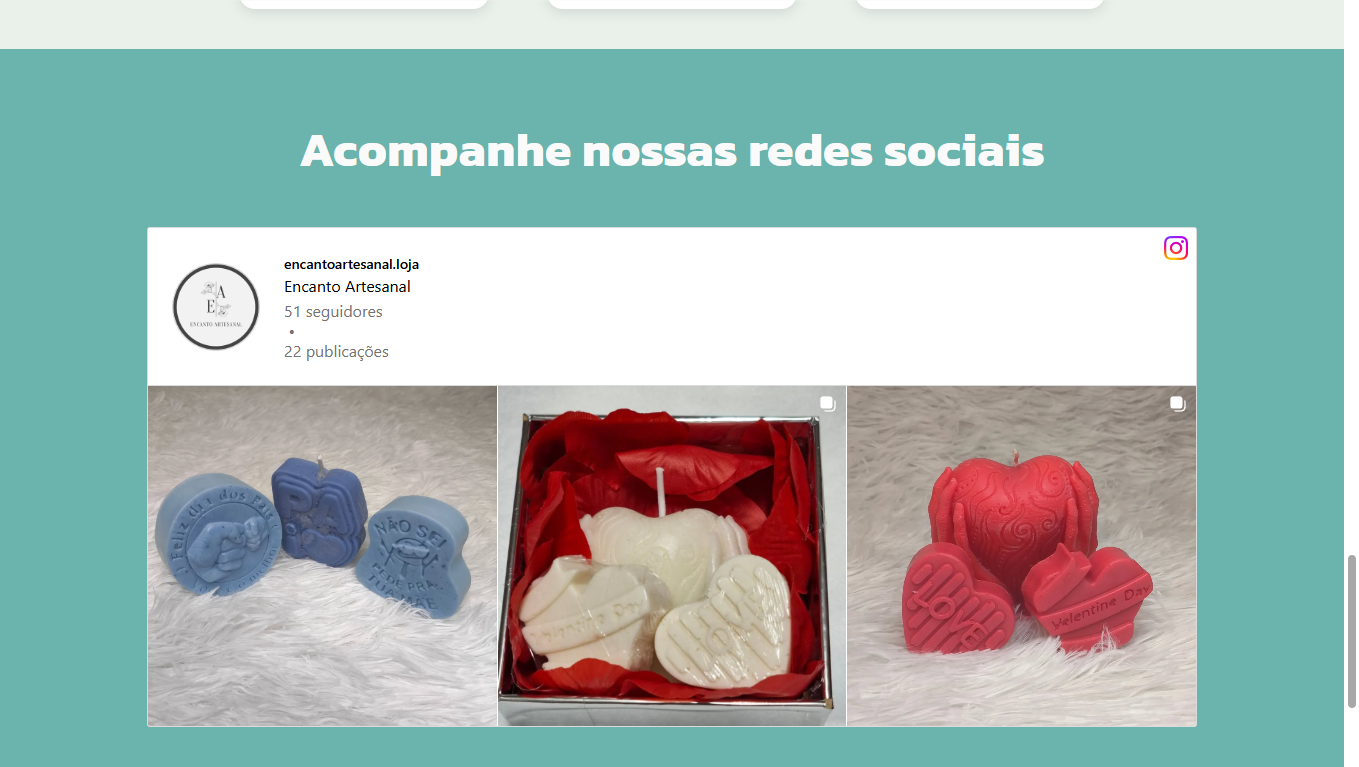 Acompanhe nossas redes sociais
encantoartesanal.loja
Encanto Artesanal
51 seguidores
•
22 publicações
A
E
ENCANTO ARTESANAL
Feliz dia dos Pais
PAI
NÃO SEI
PEDE PRA
TUA MÃE
LOVE
Valentine Day